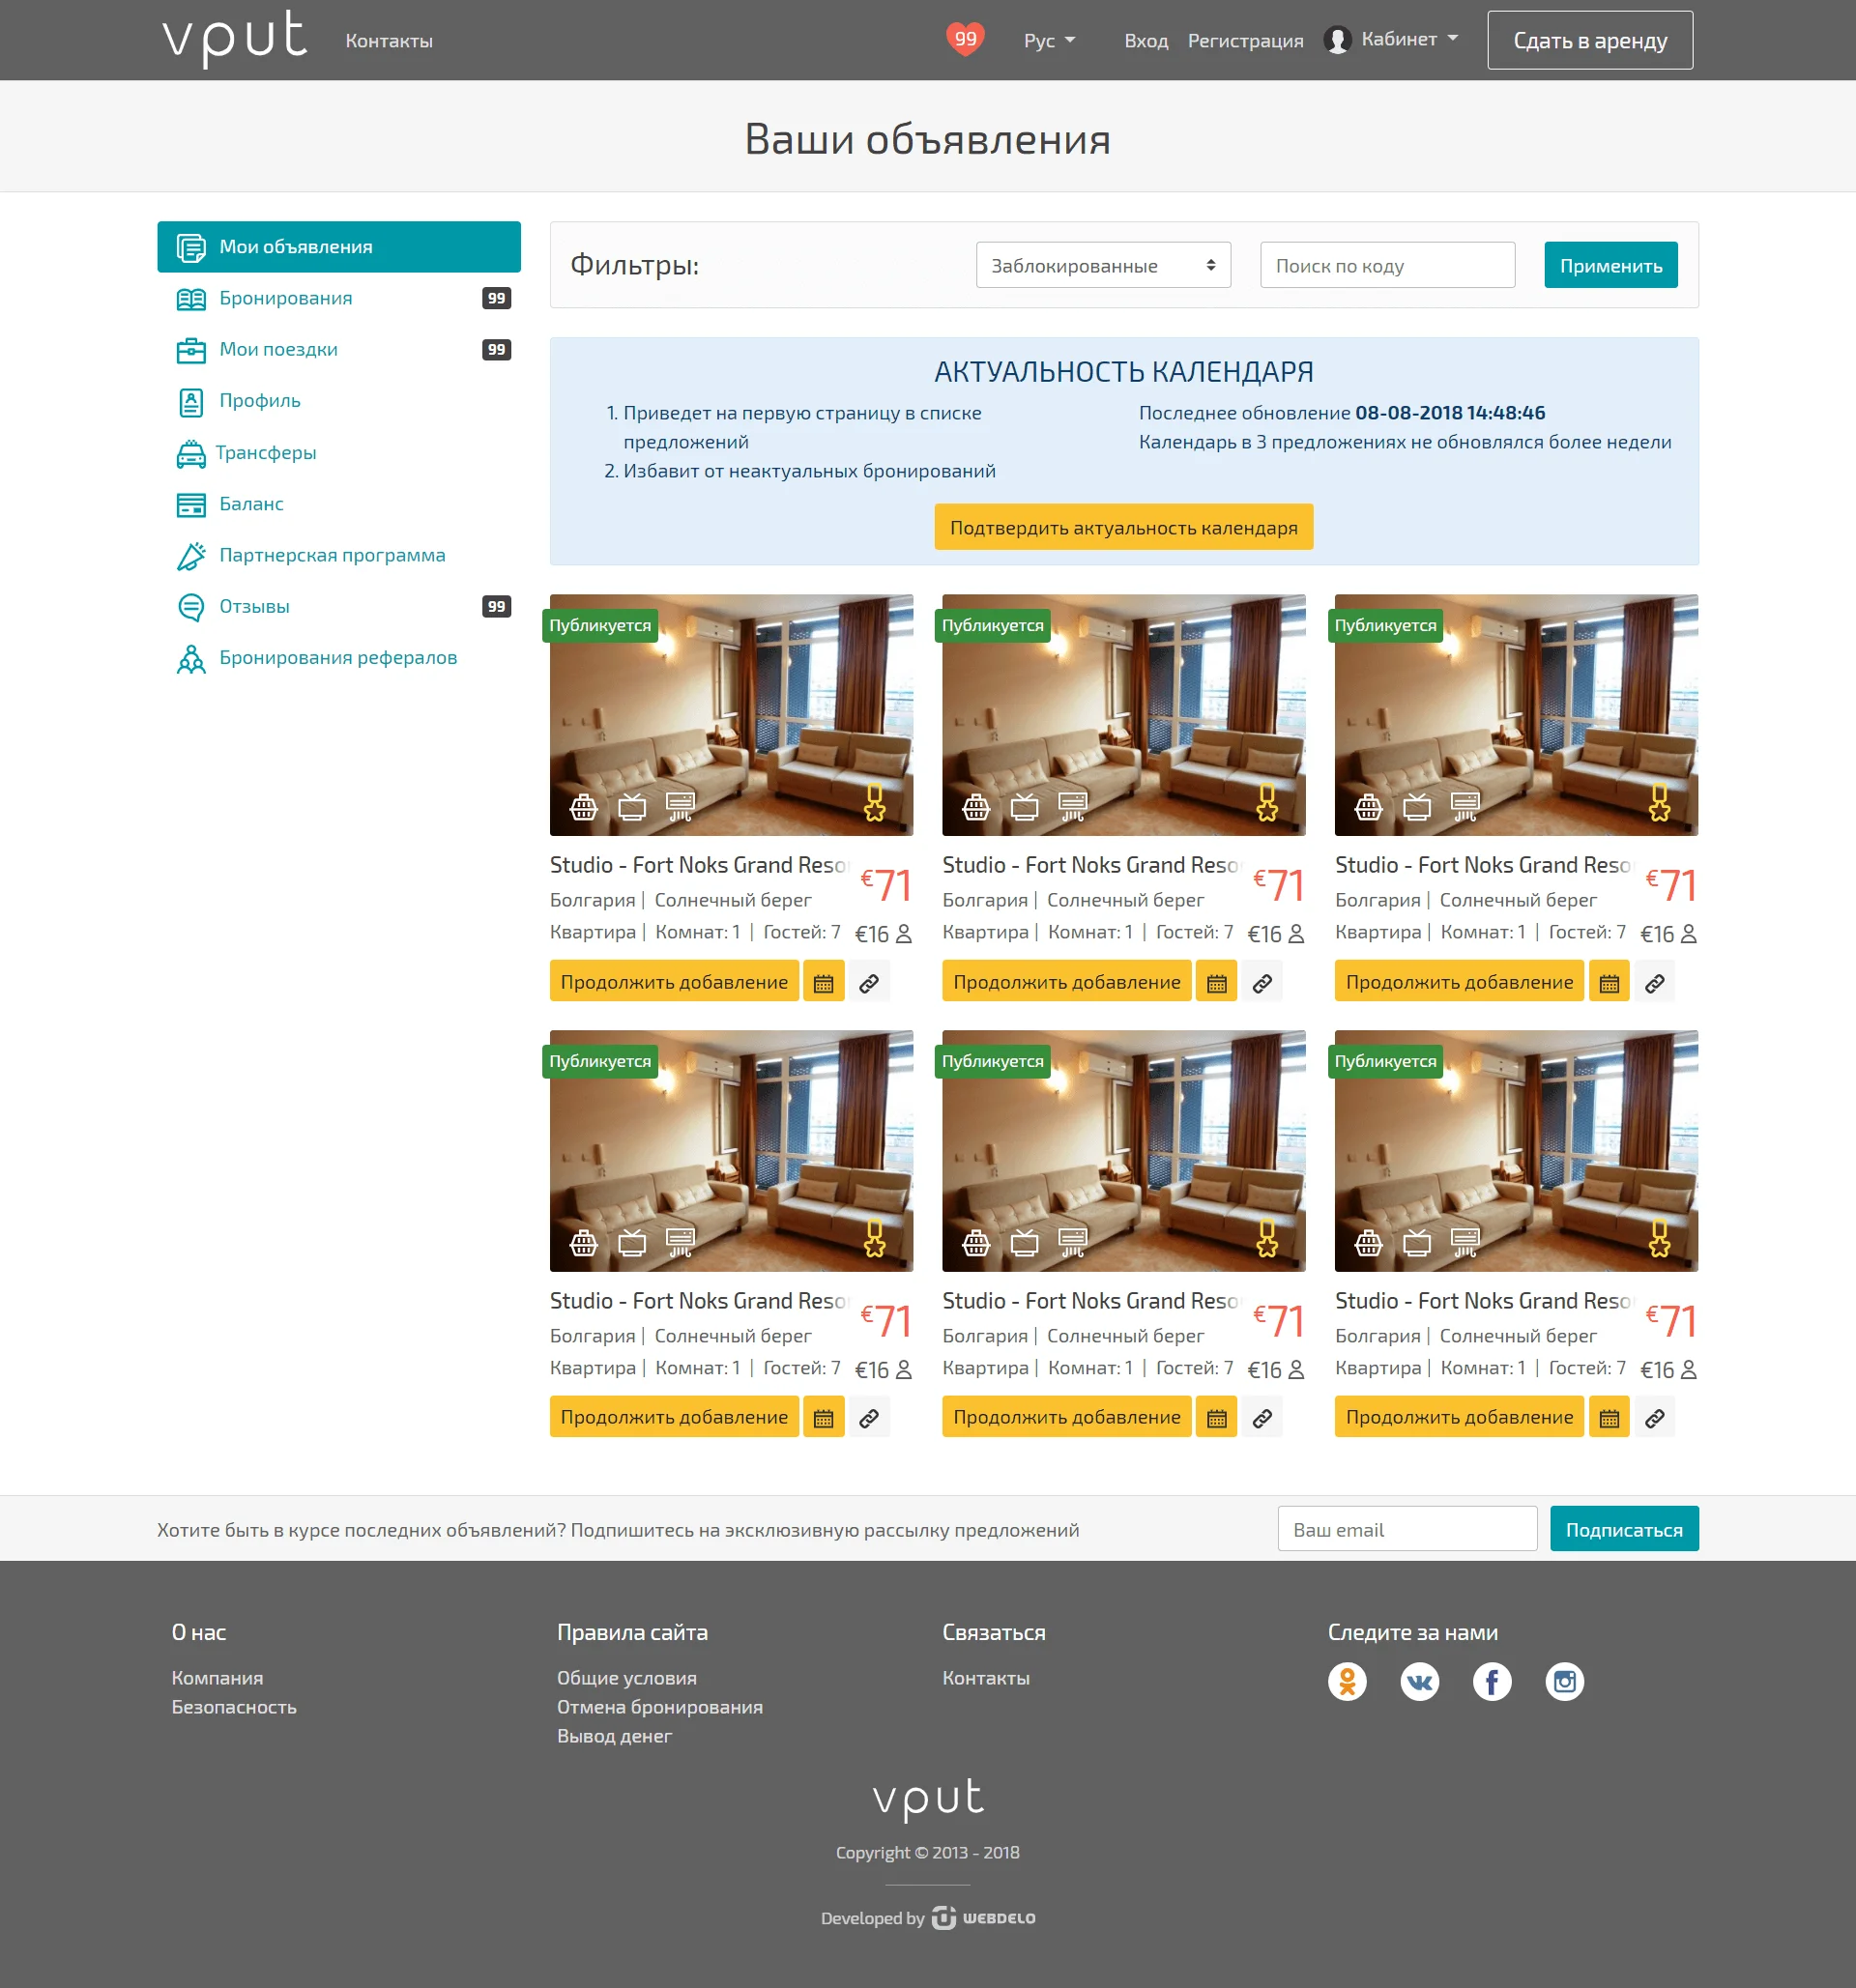 vput
Контакты
99
Рус
Вход
Регистрация
Кабинет
Сдать в аренду
Ваши объявления
Мои объявления
Бронирования 99
Мои поездки 99
Профиль
Трансферы
Баланс
Партнерская программа
Отзывы 99
Бронирования рефералов
Фильтры:
Заблокированные
Поиск по коду
Применить
АКТУАЛЬНОСТЬ КАЛЕНДАРЯ
1. Приведет на первую страницу в списке
предложений
2. Избавит от неактуальных бронирований
Последнее обновление 08-08-2018 14:48:46
Календарь в 3 предложениях не обновлялся более недели
Подтвердить актуальность календаря
Публикуется
Studio - Fort Noks Grand Reso
€71
Болгария | Солнечный берег
Квартира | Комнат: 1 | Гостей: 7
€16
Продолжить добавление
Публикуется
Studio - Fort Noks Grand Reso
€71
Болгария | Солнечный берег
Квартира | Комнат: 1 | Гостей: 7
€16
Продолжить добавление
Публикуется
Studio - Fort Noks Grand Reso
€71
Болгария | Солнечный берег
Квартира | Комнат: 1 | Гостей: 7
€16
Продолжить добавление
Публикуется
Studio - Fort Noks Grand Reso
€71
Болгария | Солнечный берег
Квартира | Комнат: 1 | Гостей: 7
€16
Продолжить добавление
Публикуется
Studio - Fort Noks Grand Reso
€71
Болгария | Солнечный берег
Квартира | Комнат: 1 | Гостей: 7
€16
Продолжить добавление
Публикуется
Studio - Fort Noks Grand Reso
€71
Болгария | Солнечный берег
Квартира | Комнат: 1 | Гостей: 7
€16
Продолжить добавление
Хотите быть в курсе последних объявлений? Подпишитесь на эксклюзивную рассылку предложений
Ваш email
Подписаться
О нас
Компания
Безопасность
Правила сайта
Общие условия
Отмена бронирования
Вывод денег
Связаться
Контакты
Следите за нами
vput
Copyright © 2013 - 2018
Developed by WEBDELO